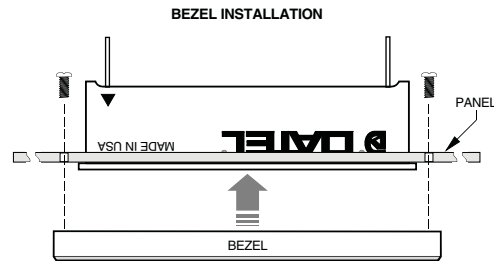 BEZEL INSTALLATION
PANEL
MADE IN USA
DATEL
BEZEL